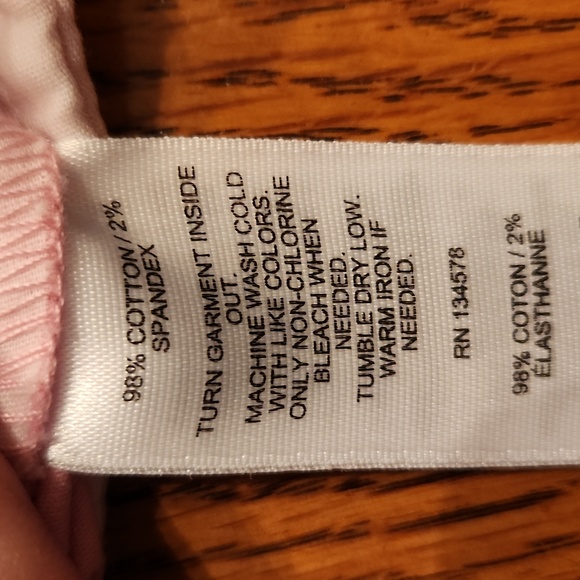 98% COTTON / 2%
SPANDEX
TURN GARMENT INSIDE
OUT.
MACHINE WASH COLD
WITH LIKE COLORS.
ONLY NON-CHLORINE
BLEACH WHEN
NEEDED.
TUMBLE DRY LOW.
WARM IRON IF
NEEDED.
RN 134578
98% COTON / 2%
ÉLASTHANNE